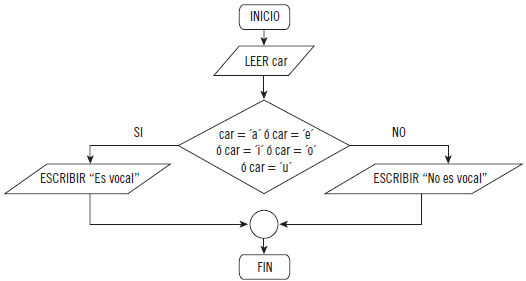 INICIO
LEER car
SI
car = ´a´ ó car = ´e´
ó car = ´i´ ó car = ´o´
ó car = ´u´
NO
ESCRIBIR “Es vocal”
ESCRIBIR “No es vocal”
FIN